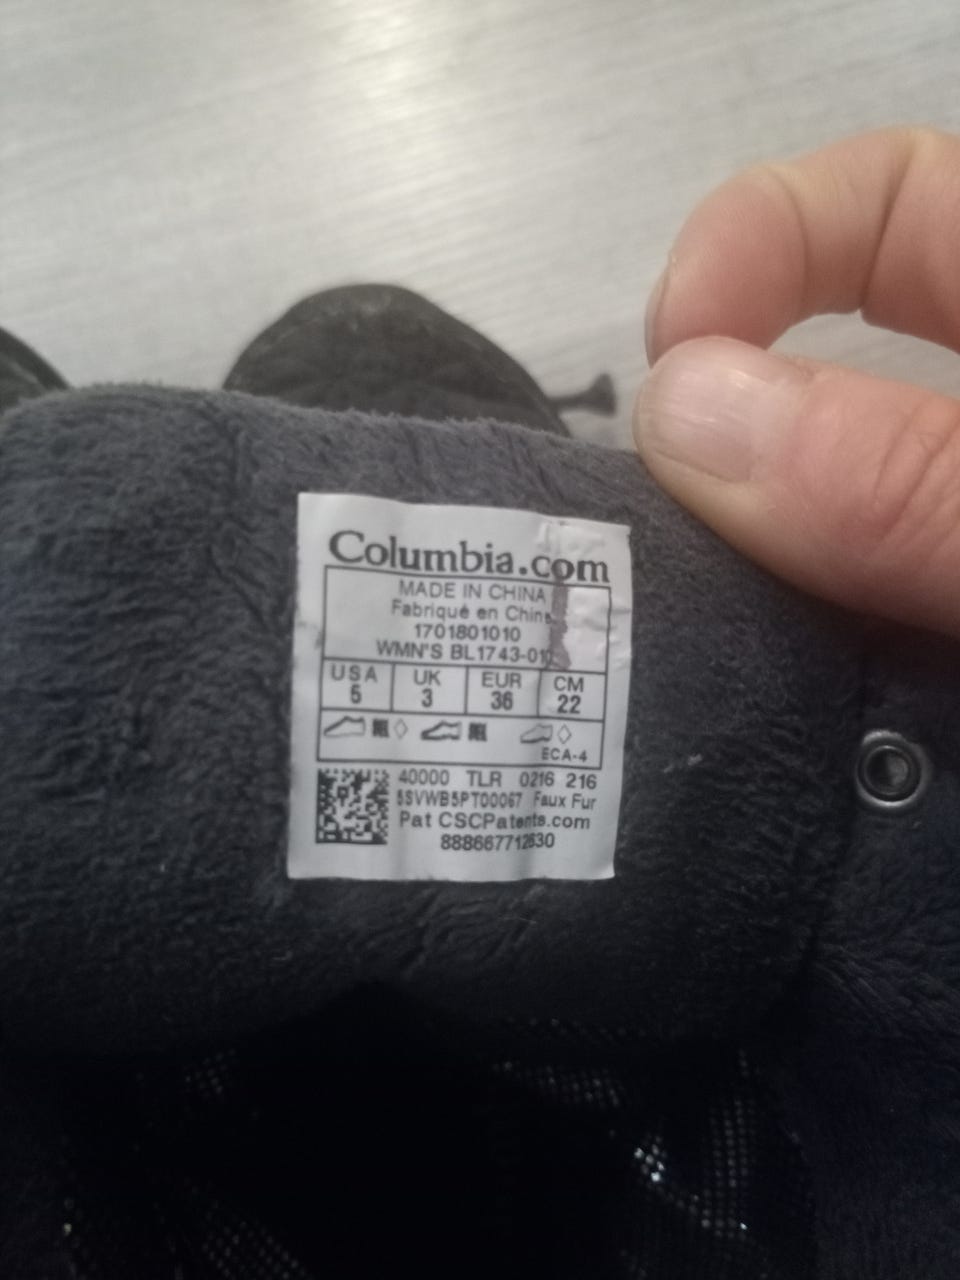 Columbia.com
MADE IN CHINA
Fabriqué en Chine
1701801010
WMN'S BL1743-010
USA UK EUR CM
5 3 36 22
ECA-4
40000 TLR 0216 216
5SVWB5PT00067 Faux Fur
Pat CSCPatents.com
888667712630